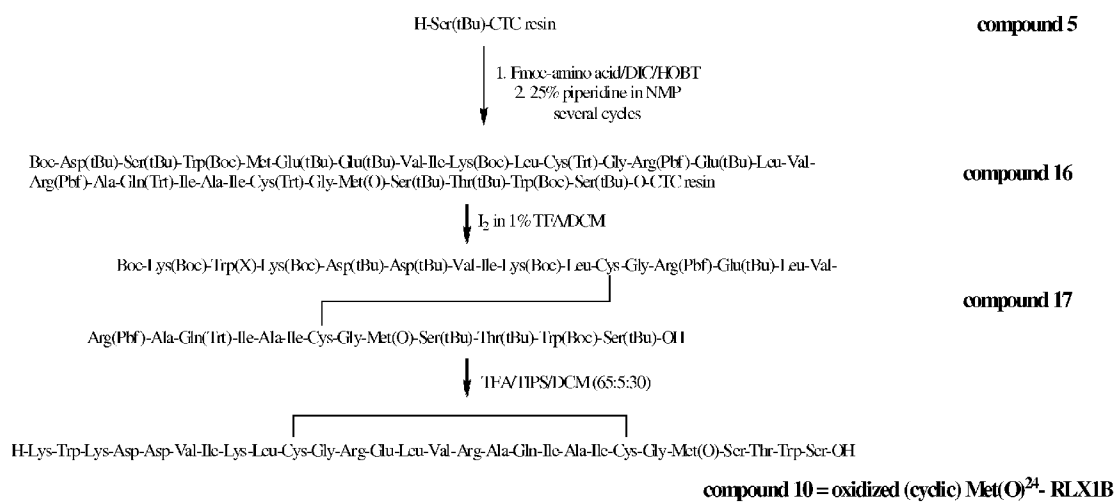 H-Ser(tBu)-CTC resin
compound 5
1. Fmoc-amino acid/DIC/HOBT
2. 25% piperidine in NMP
several cycles
Boc-Asp(tBu)-Ser(tBu)-Trp(Boc)-Met-Glu(tBu)-Glu(tBu)-Val-Ile-Lys(Boc)-Leu-Cys(Trt)-Gly-Arg(Pbf)-Glu(tBu)-Leu-Val-
Arg(Pbf)-Ala-Gln(Trt)-Ile-Ala-Ile-Cys(Trt)-Gly-Met(O)-Ser(tBu)-Thr(tBu)-Trp(Boc)-Ser(tBu)-O-CTC resin
compound 16
I2 in 1% TFA/DCM
Boc-Lys(Boc)-Trp(X)-Lys(Boc)-Asp(tBu)-Asp(tBu)-Val-Ile-Lys(Boc)-Leu-Cys-Gly-Arg(Pbf)-Glu(tBu)-Leu-Val-
compound 17
Arg(Pbf)-Ala-Gln(Trt)-Ile-Ala-Ile-Cys-Gly-Met(O)-Ser(tBu)-Thr(tBu)-Trp(Boc)-Ser(tBu)-OH
TFA/TIPS/DCM (65:5:30)
H-Lys-Trp-Lys-Asp-Asp-Val-Ile-Lys-Leu-Cys-Gly-Arg-Glu-Leu-Val-Arg-Ala-Gln-Ile-Ala-Ile-Cys-Gly-Met(O)-Ser-Thr-Trp-Ser-OH
compound 10 = oxidized (cyclic) Met(O)24- RLX1B